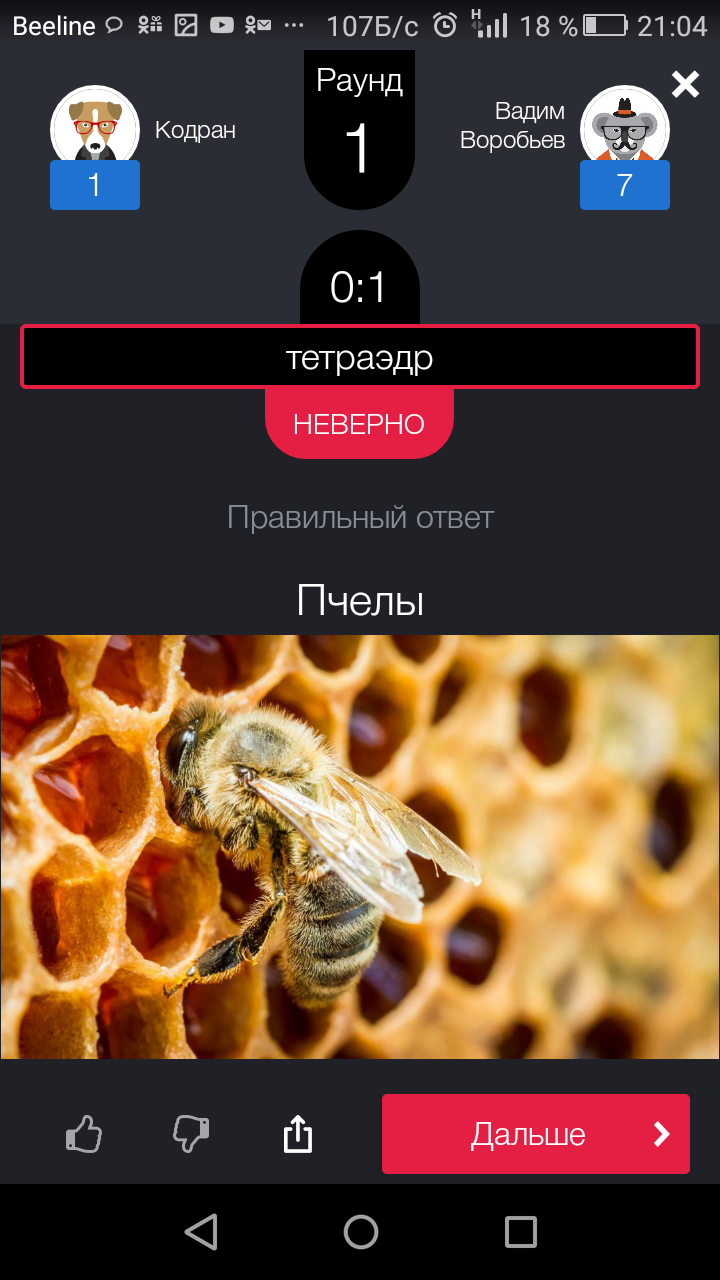 Beeline 107Б/с H 18 % 21:04
Раунд
1
Кодран
1
Вадим
Воробьев
7
0:1
тетраэдр
НЕВЕРНО
Правильный ответ
Пчелы
Дальше